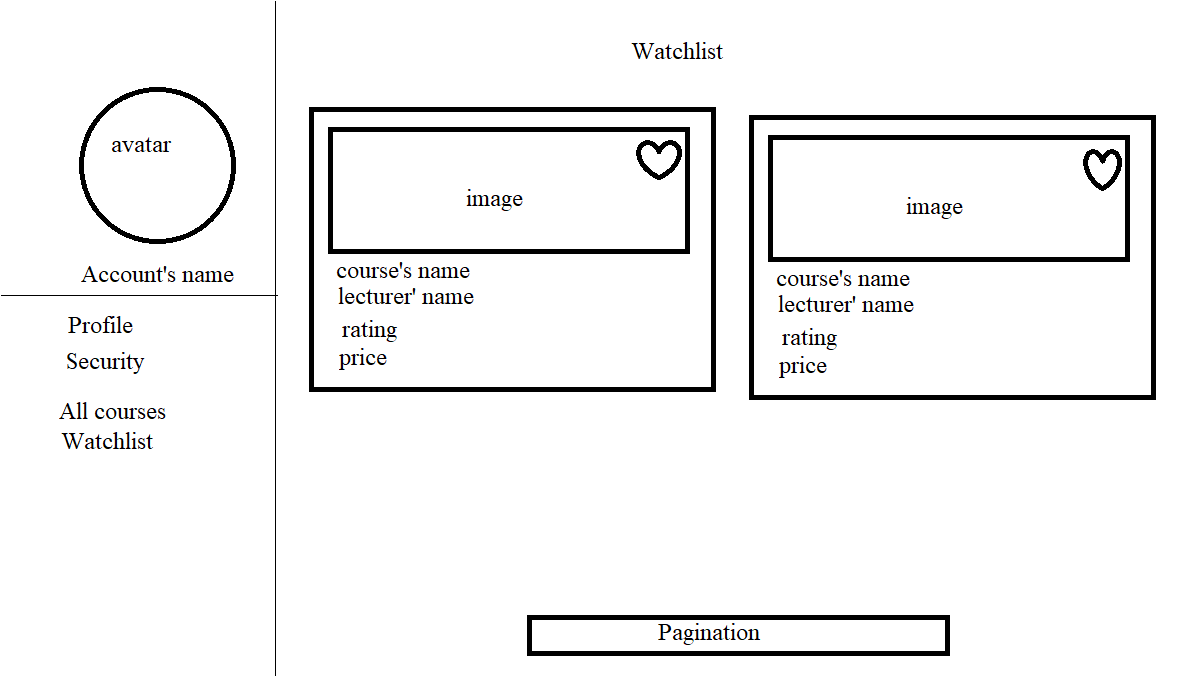 avatar
Account's name
Profile
Security
All courses
Watchlist
Watchlist
image
course's name
lecturer' name
rating
price
image
course's name
lecturer' name
rating
price
Pagination